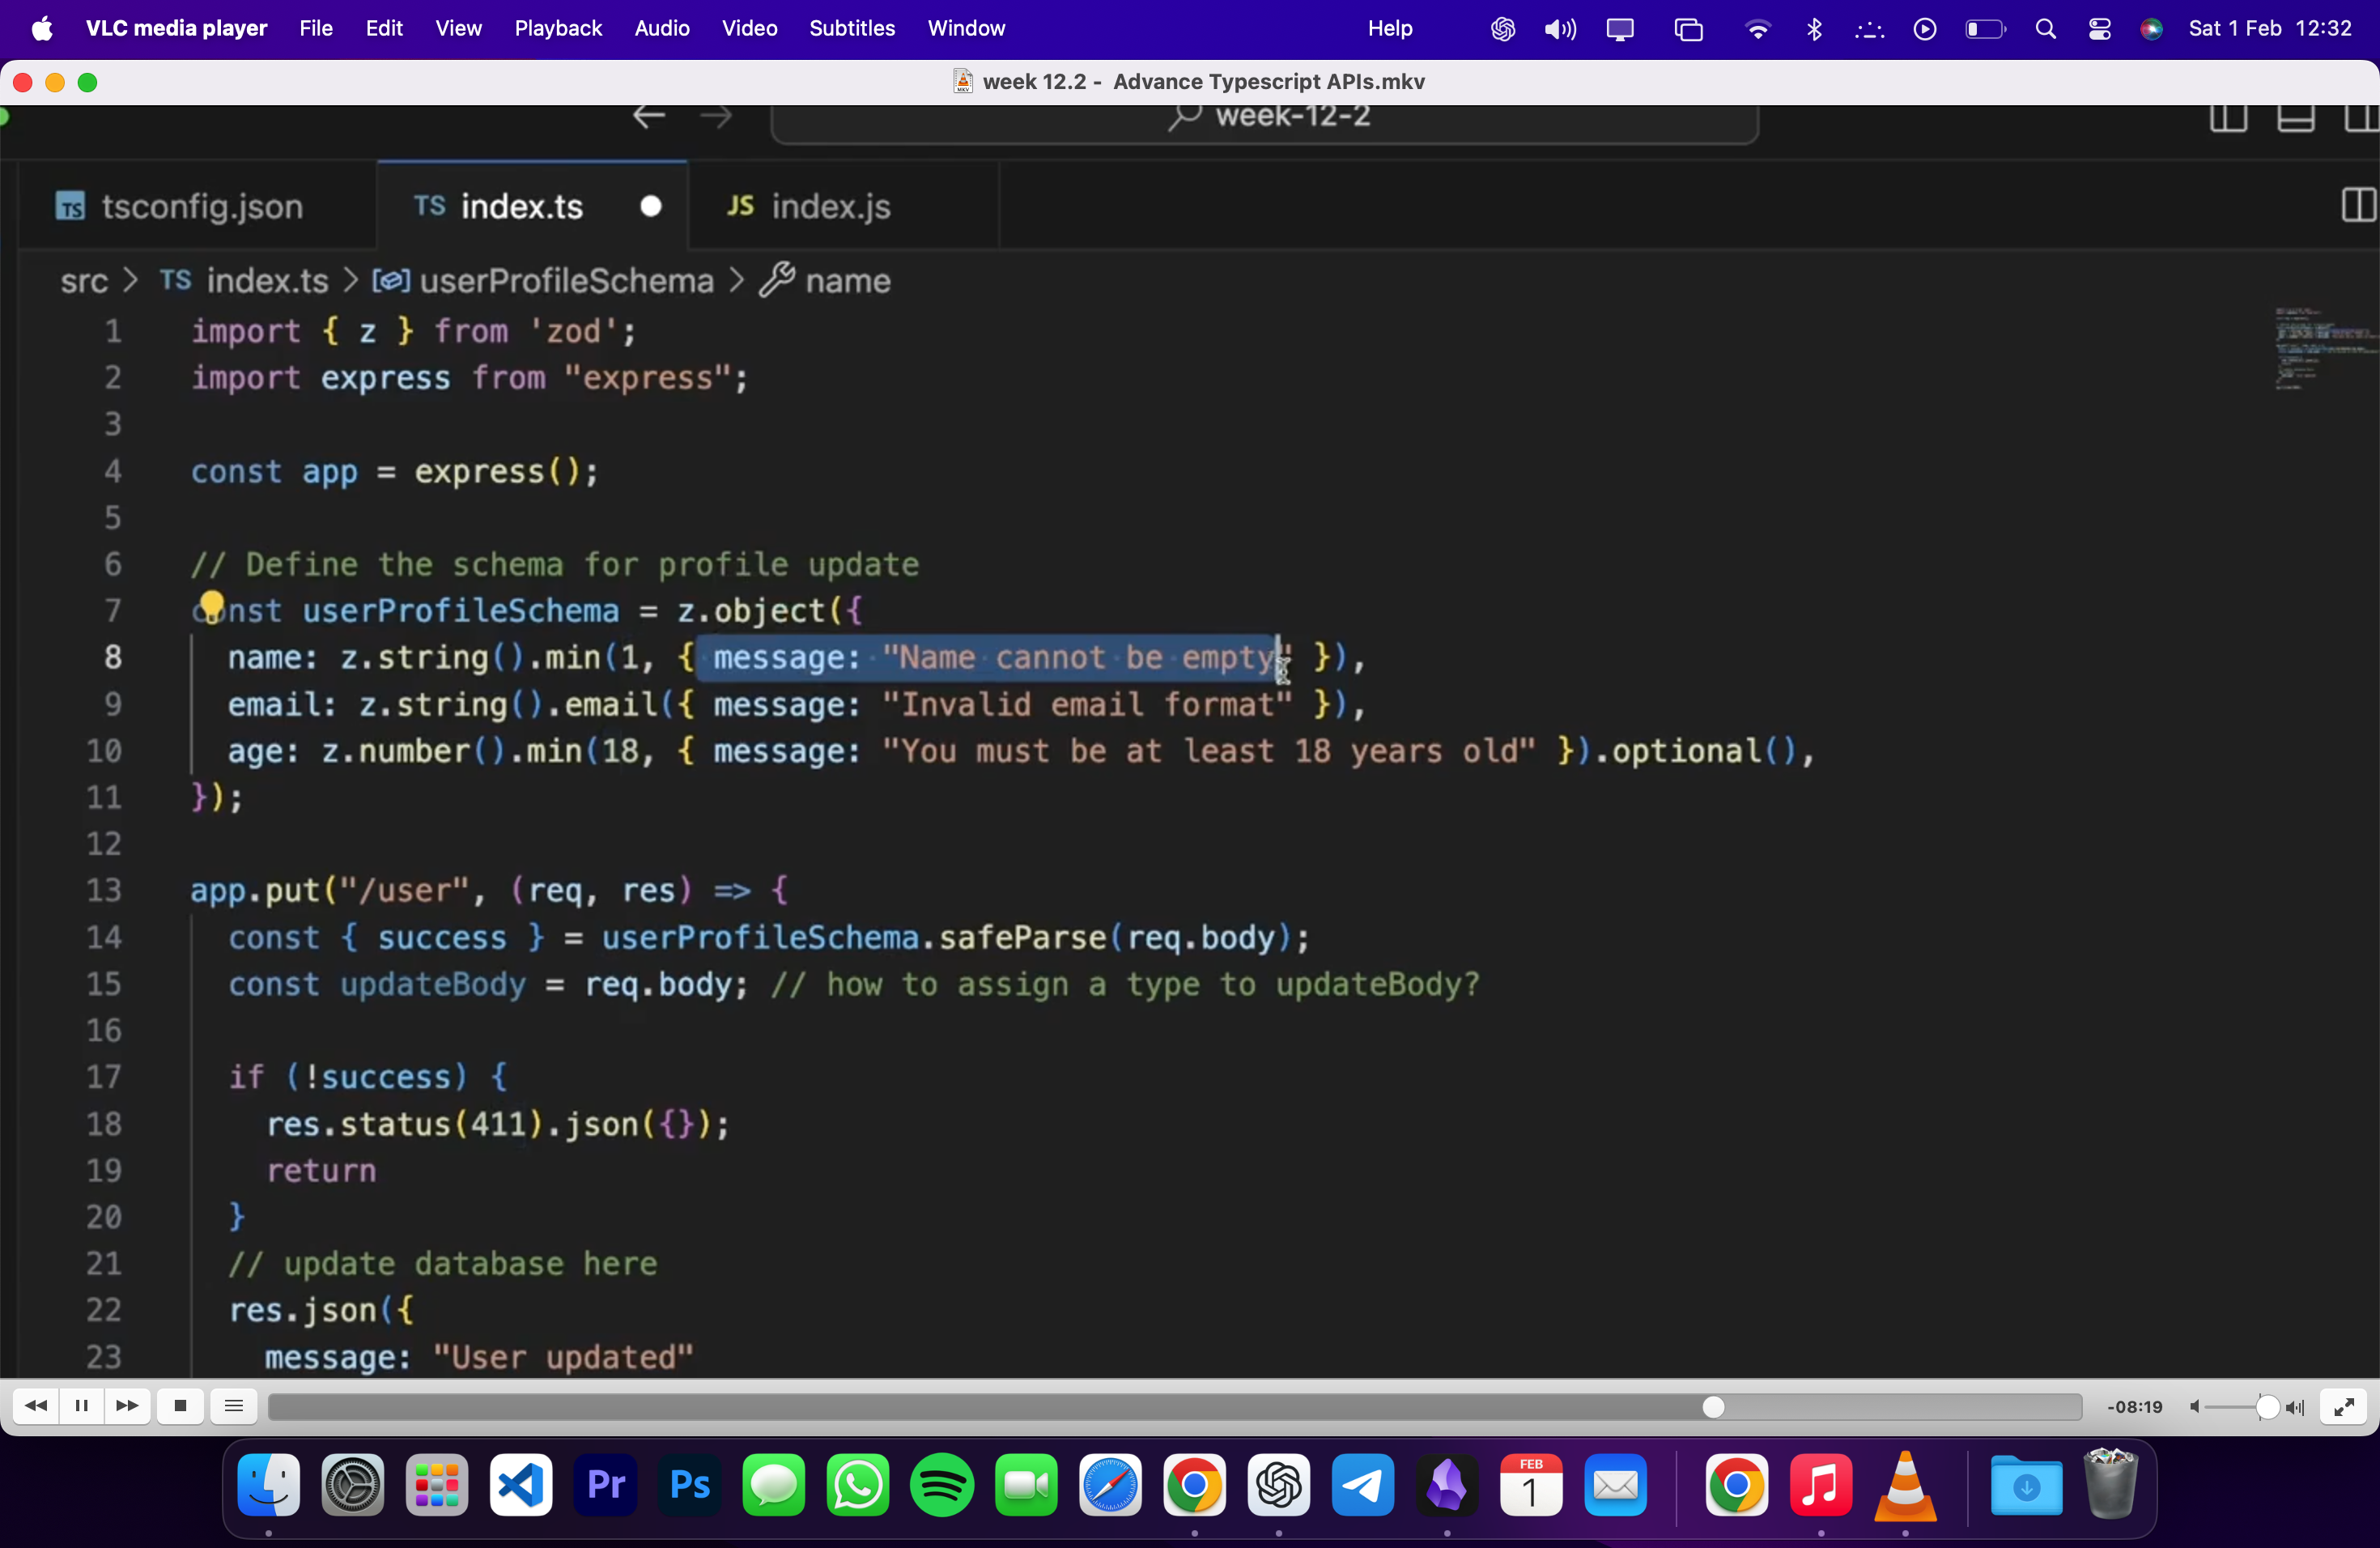 VLC media player File Edit View Playback Audio Video Subtitles Window Help Sat 1 Feb 12:32
week 12.2 - Advance Typescript APIs.mkv
week-12-2
TS tsconfig.json TS index.ts JS index.js
src > TS index.ts > userProfileSchema > name
1 import { z } from 'zod';
2 import express from "express";
3
4 const app = express();
5
6 // Define the schema for profile update
7 const userProfileSchema = z.object({
8 name: z.string().min(1, { message: "Name cannot be empty" }),
9 email: z.string().email({ message: "Invalid email format" }),
10 age: z.number().min(18, { message: "You must be at least 18 years old" }).optional(),
11 });
12
13 app.put("/user", (req, res) => {
14 const { success } = userProfileSchema.safeParse(req.body);
15 const updateBody = req.body; // how to assign a type to updateBody?
16
17 if (!success) {
18 res.status(411).json({});
19 return
20 }
21 // update database here
22 res.json({
23 message: "User updated"
-08:19
Pr Ps FEB
1